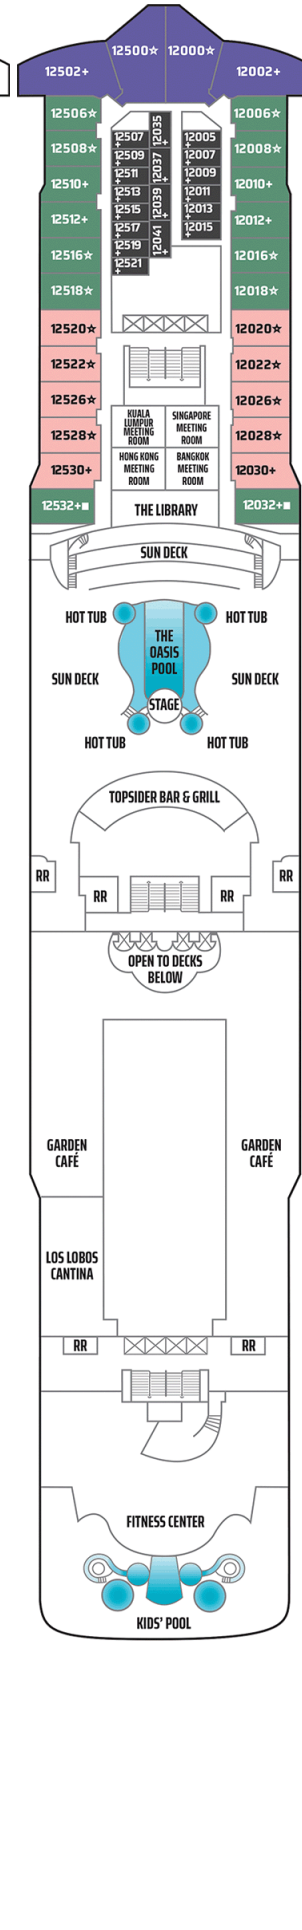 12500☆ 12000☆
12502+ 12002+
12506☆ 12006☆
12508☆ 12008☆
12510+ 12010+
12512+ 12012+
12516☆ 12016☆
12518☆ 12018☆
12520☆ 12020☆
12522☆ 12022☆
12526☆ 12026☆
12528☆ 12028☆
12530+ 12030+
12532+■ 12032+■
12507
+
12509
+
12511
+
12513
+
12515
+
12517
+
12519
+
12521
+
12035
+
12037
+
12039
+
12041
+
12005
+
12007
+
12009
+
12011
+
12013
+
12015
+
KUALA
LUMPUR
MEETING
ROOM
SINGAPORE
MEETING
ROOM
HONG KONG
MEETING
ROOM
BANGKOK
MEETING
ROOM
THE LIBRARY
SUN DECK
HOT TUB HOT TUB
THE
OASIS
POOL
SUN DECK SUN DECK
STAGE
HOT TUB HOT TUB
TOPSIDER BAR & GRILL
RR RR
RR RR
OPEN TO DECKS
BELOW
GARDEN
CAFÉ
GARDEN
CAFÉ
LOS LOBOS
CANTINA
RR RR
FITNESS CENTER
KIDS' POOL